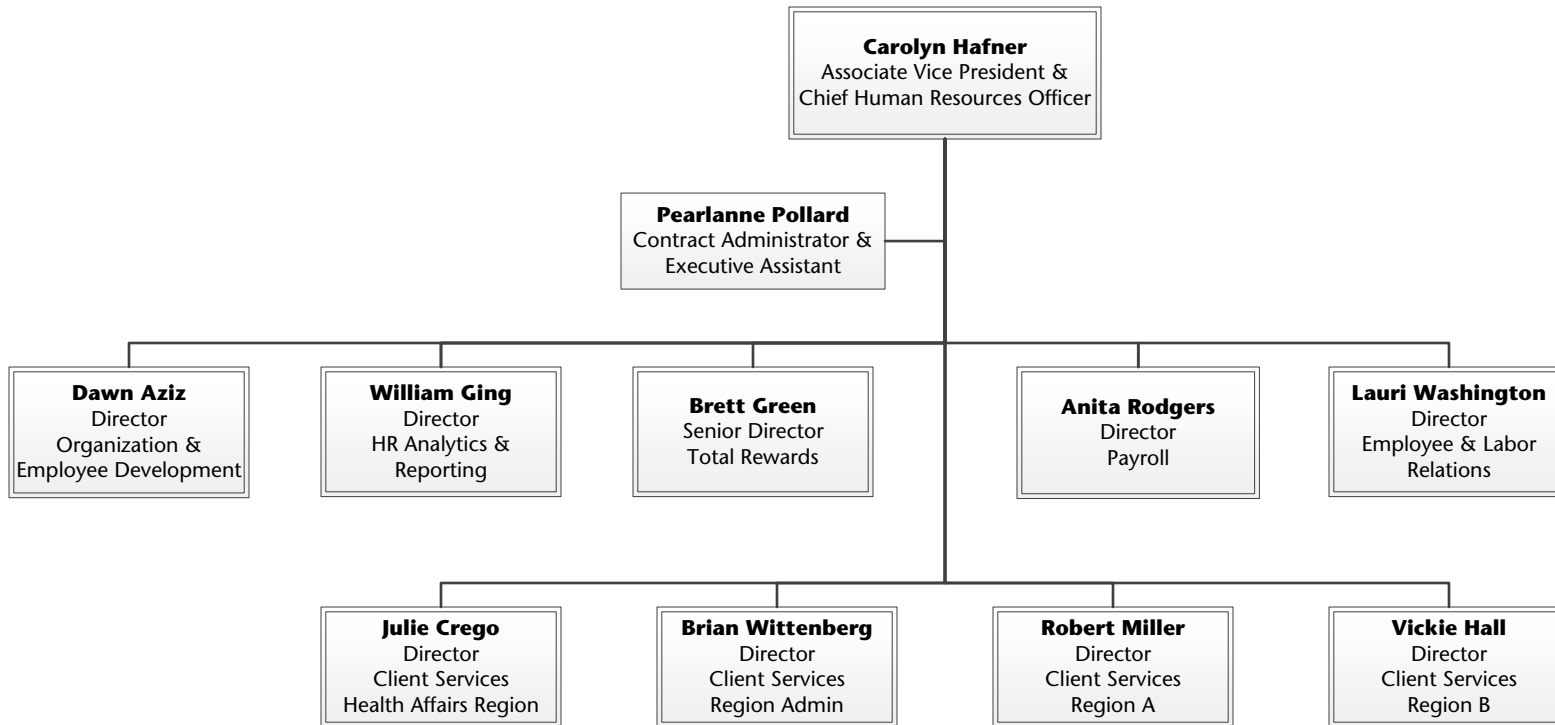 Carolyn Hafner
Associate Vice President &
Chief Human Resources Officer
Pearlanne Pollard
Contract Administrator &
Executive Assistant
Dawn Aziz
Director
Organization &
Employee Development
William Ging
Director
HR Analytics &
Reporting
Brett Green
Senior Director
Total Rewards
Anita Rodgers
Director
Payroll
Lauri Washington
Director
Employee & Labor
Relations
Julie Crego
Director
Client Services
Health Affairs Region
Brian Wittenberg
Director
Client Services
Region Admin
Robert Miller
Director
Client Services
Region A
Vickie Hall
Director
Client Services
Region B